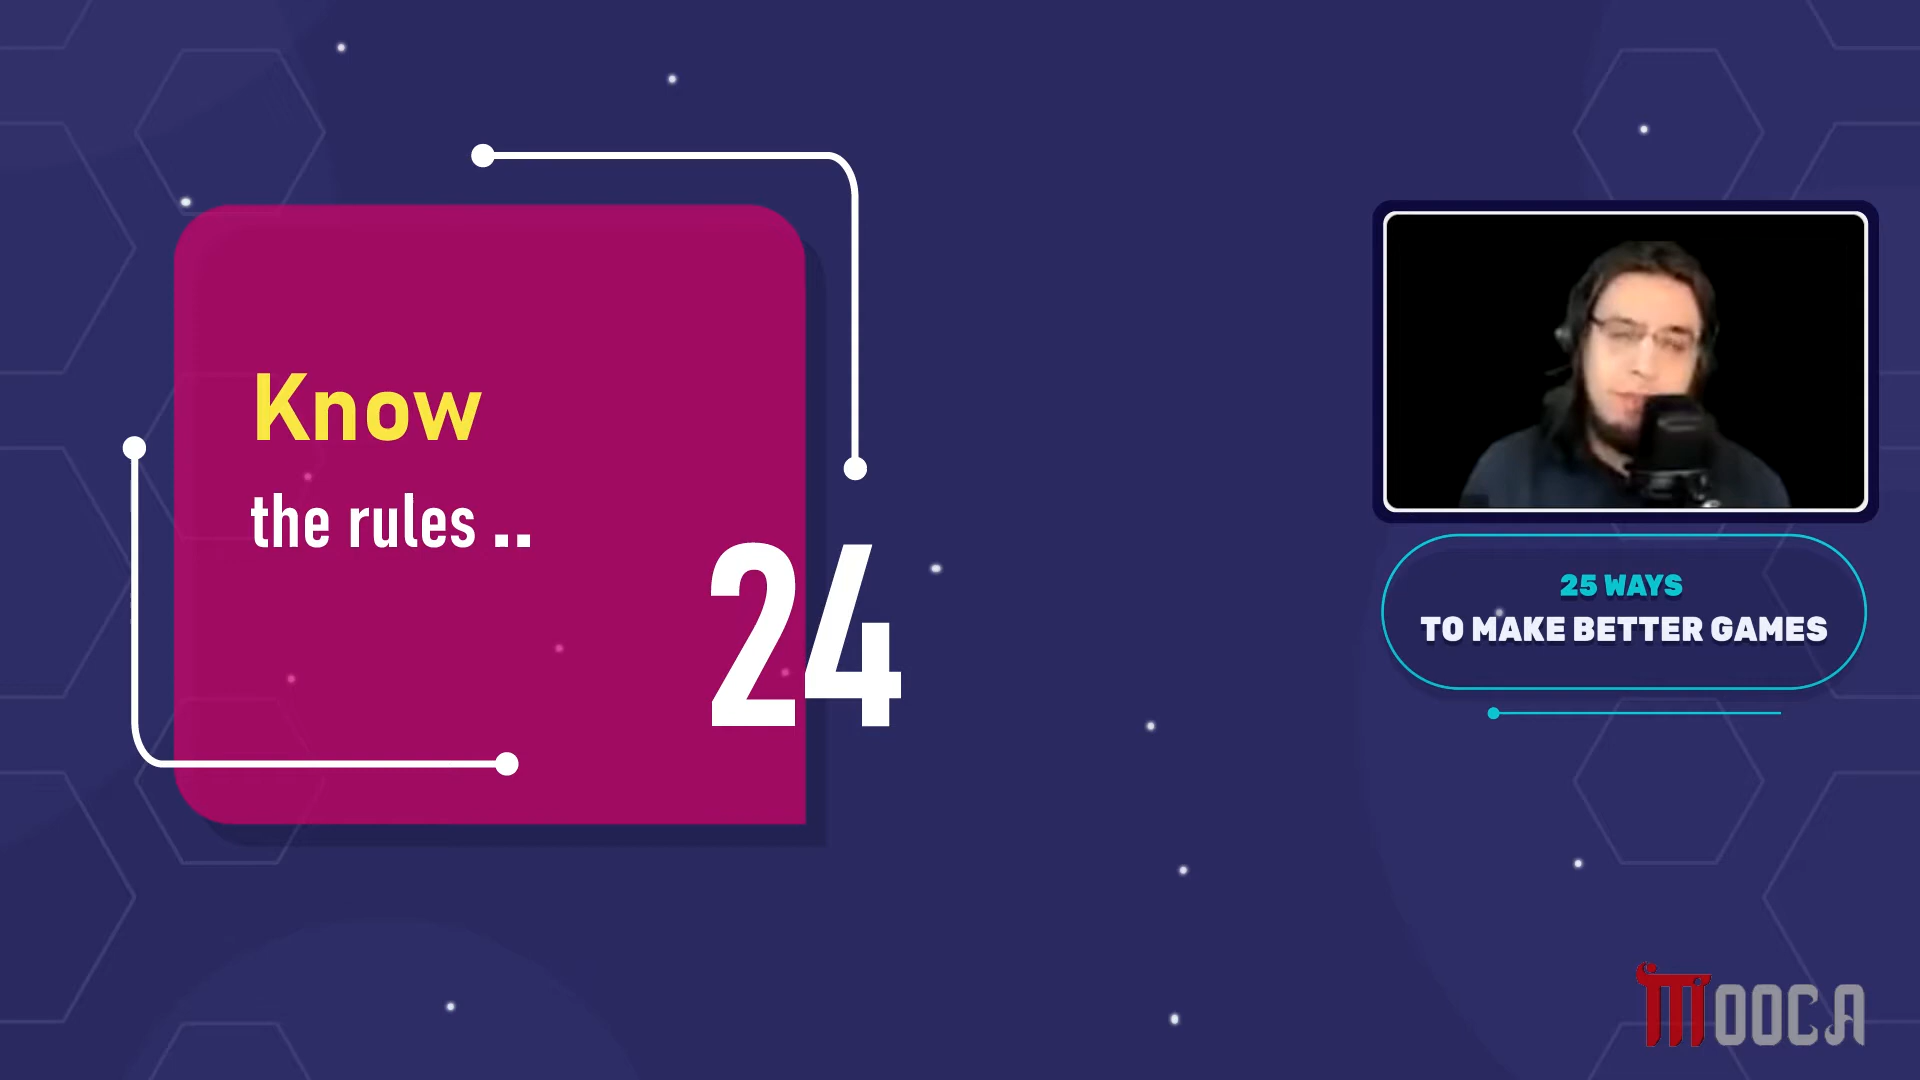 Know
the rules ..
24
25 WAYS
TO MAKE BETTER GAMES
MOOCA